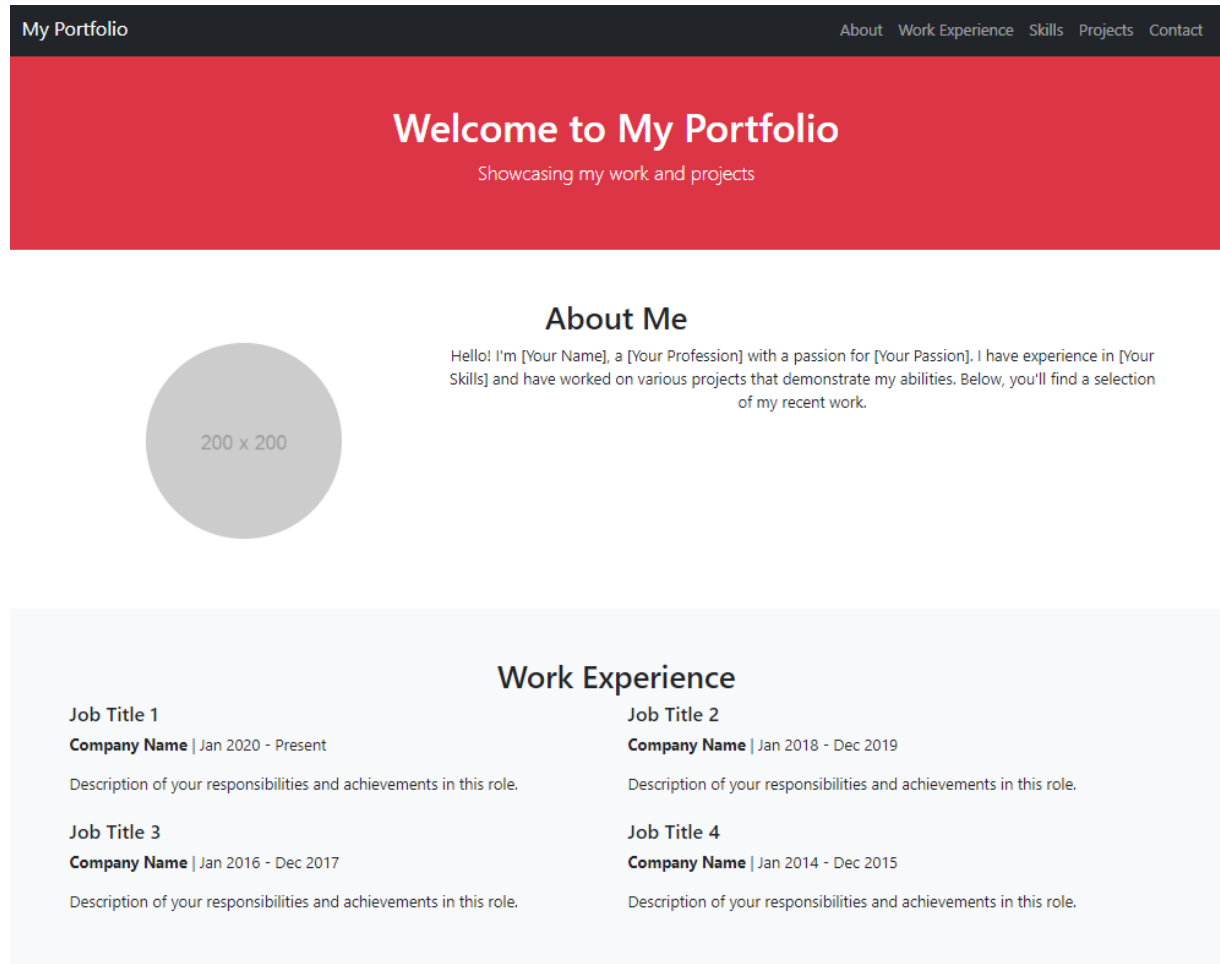 My Portfolio
About Work Experience Skills Projects Contact
Welcome to My Portfolio
Showcasing my work and projects
About Me
200 x 200
Hello! I'm [Your Name], a [Your Profession] with a passion for [Your Passion]. I have experience in [Your
Skills] and have worked on various projects that demonstrate my abilities. Below, you'll find a selection
of my recent work.
Work Experience
Job Title 1
Company Name | Jan 2020 - Present
Description of your responsibilities and achievements in this role.
Job Title 2
Company Name | Jan 2018 - Dec 2019
Description of your responsibilities and achievements in this role.
Job Title 3
Company Name | Jan 2016 - Dec 2017
Description of your responsibilities and achievements in this role.
Job Title 4
Company Name | Jan 2014 - Dec 2015
Description of your responsibilities and achievements in this role.